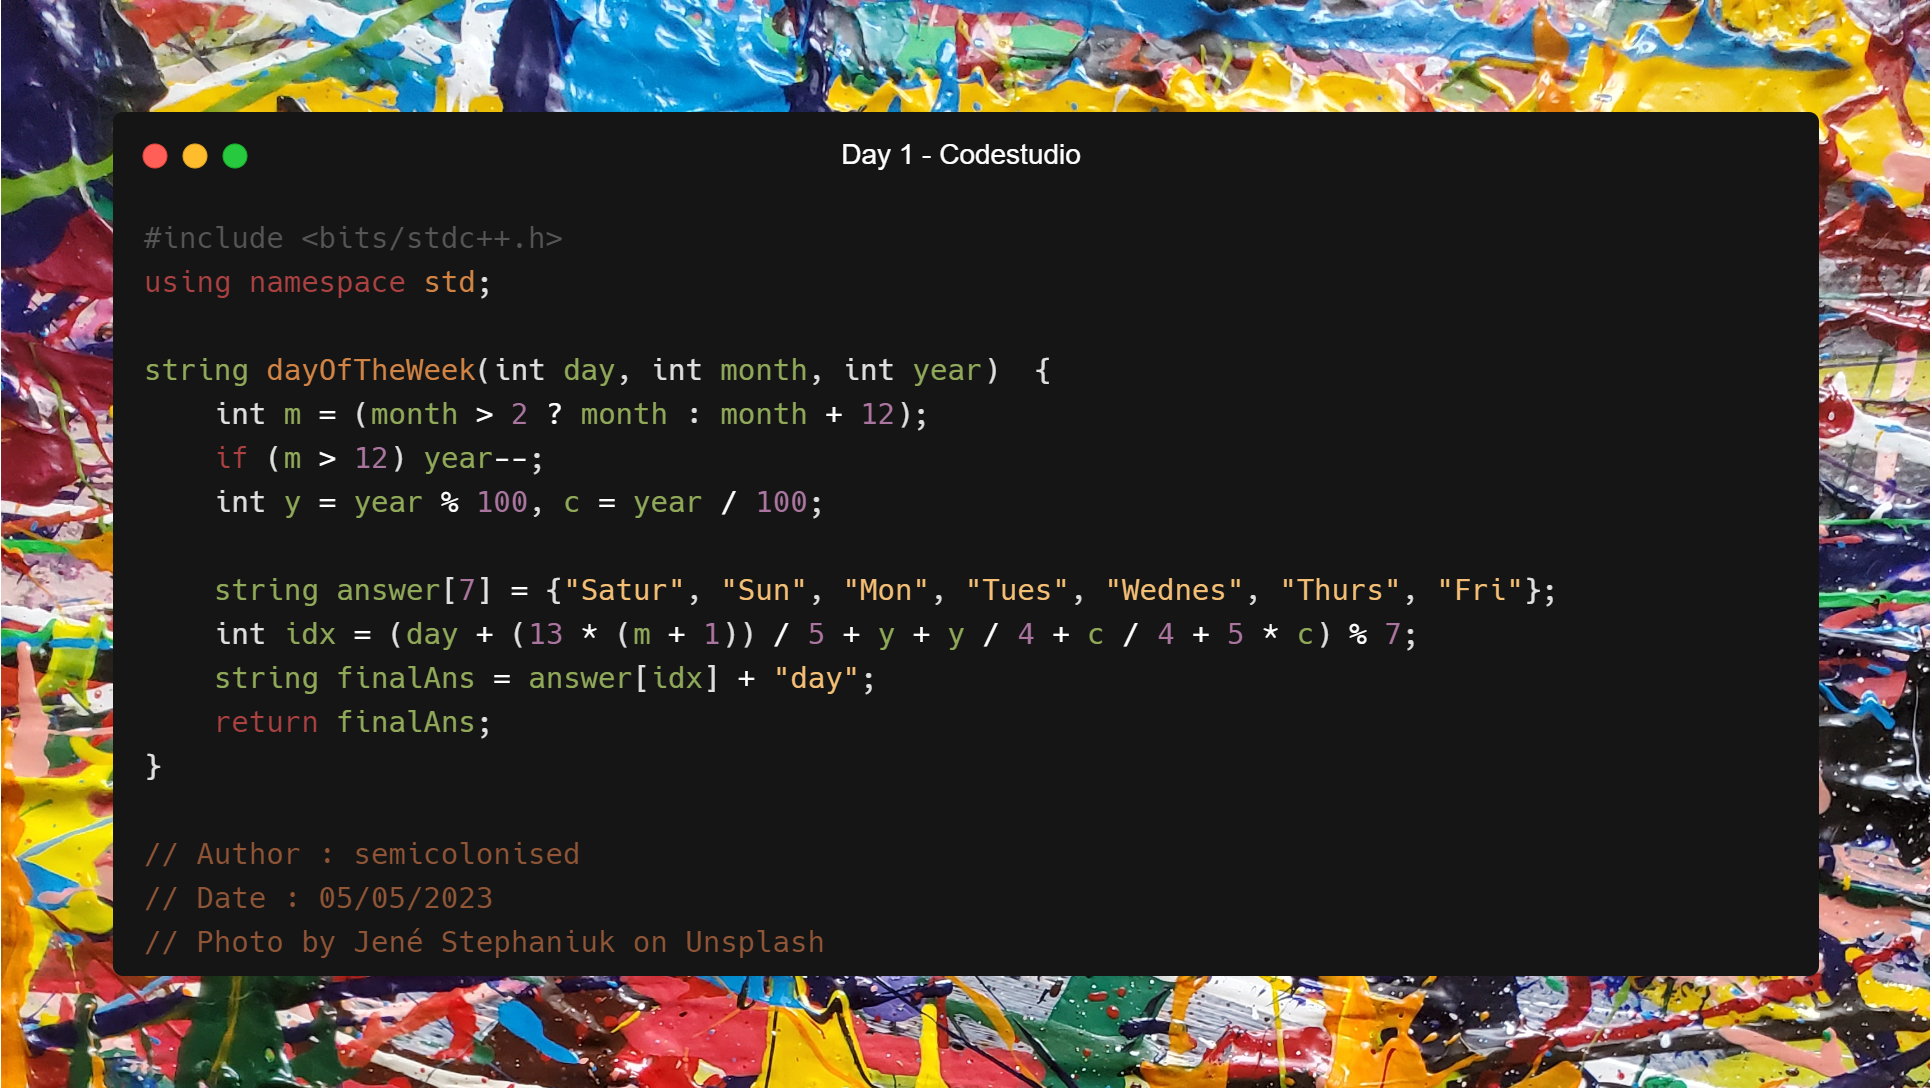 Day 1 - Codestudio
#include <bits/stdc++.h>
using namespace std;
string dayOfTheWeek(int day, int month, int year)  {
    int m = (month > 2 ? month : month + 12);
    if (m > 12) year--;
    int y = year % 100, c = year / 100;
    string answer[7] = {"Satur", "Sun", "Mon", "Tues", "Wednes", "Thurs", "Fri"};
    int idx = (day + (13 * (m + 1)) / 5 + y + y / 4 + c / 4 + 5 * c) % 7;
    string finalAns = answer[idx] + "day";
    return finalAns;
}
// Author : semicolonised
// Date : 05/05/2023
// Photo by Jené Stephaniuk on Unsplash